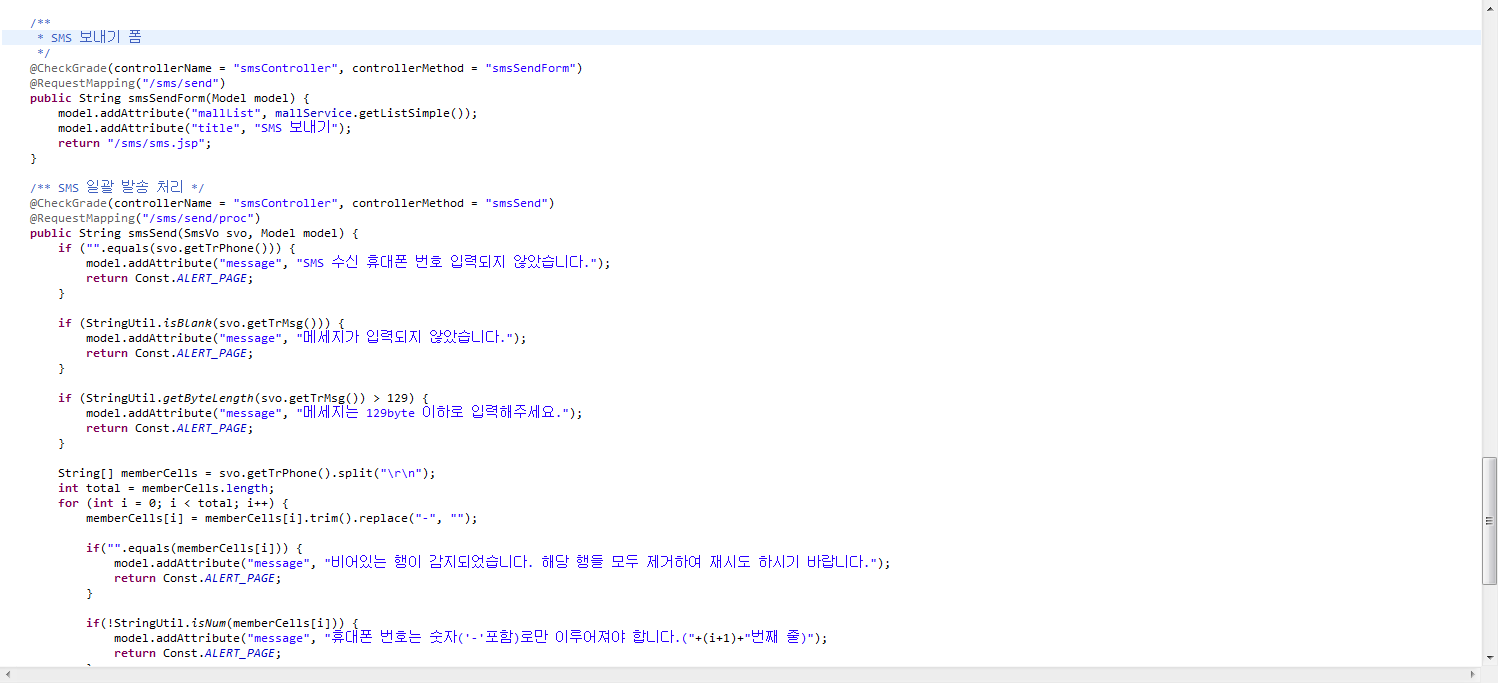 /**
 * SMS 보내기 폼
 */
@CheckGrade(controllerName = "smsController", controllerMethod = "smsSendForm")
@RequestMapping("/sms/send")
public String smsSendForm(Model model) {
    model.addAttribute("mallList", mallService.getListSimple());
    model.addAttribute("title", "SMS 보내기");
    return "/sms/sms.jsp";
}
/** SMS 일괄 발송 처리 */
@CheckGrade(controllerName = "smsController", controllerMethod = "smsSend")
@RequestMapping("/sms/send/proc")
public String smsSend(SmsVo svo, Model model) {
    if ("".equals(svo.getTrPhone())) {
        model.addAttribute("message", "SMS 수신 휴대폰 번호 입력되지 않았습니다.");
        return Const.ALERT_PAGE;
    }
    if (StringUtil.isBlank(svo.getTrMsg())) {
        model.addAttribute("message", "메세지가 입력되지 않았습니다.");
        return Const.ALERT_PAGE;
    }
    if (StringUtil.getByteLength(svo.getTrMsg()) > 129) {
        model.addAttribute("message", "메세지는 129byte 이하로 입력해주세요.");
        return Const.ALERT_PAGE;
    }
    String[] memberCells = svo.getTrPhone().split("\r\n");
    int total = memberCells.length;
    for (int i = 0; i < total; i++) {
        memberCells[i] = memberCells[i].trim().replace("-", "");
        if("".equals(memberCells[i])) {
            model.addAttribute("message", "비어있는 행이 감지되었습니다. 해당 행들 모두 제거하여 재시도 하시기 바랍니다.");
            return Const.ALERT_PAGE;
        }
        if(!StringUtil.isNum(memberCells[i])) {
            model.addAttribute("message", "휴대폰 번호는 숫자('-'포함)로만 이루어져야 합니다.("+(i+1)+"번째 줄)");
            return Const.ALERT_PAGE;